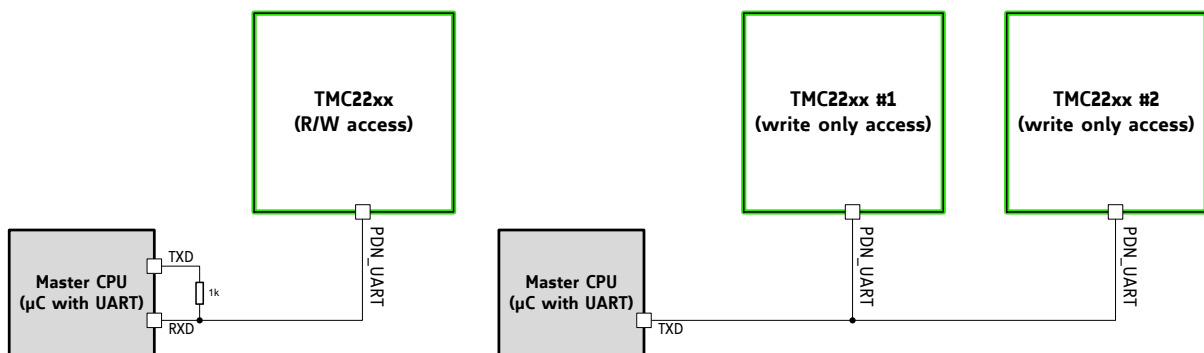 TMC22xx
(R/W access)
PDN_UART
Master CPU
(µC with UART)
TXD
1k
RXD
TMC22xx #1
(write only access)
TMC22xx #2
(write only access)
PDN_UART
PDN_UART
Master CPU
(µC with UART)
TXD